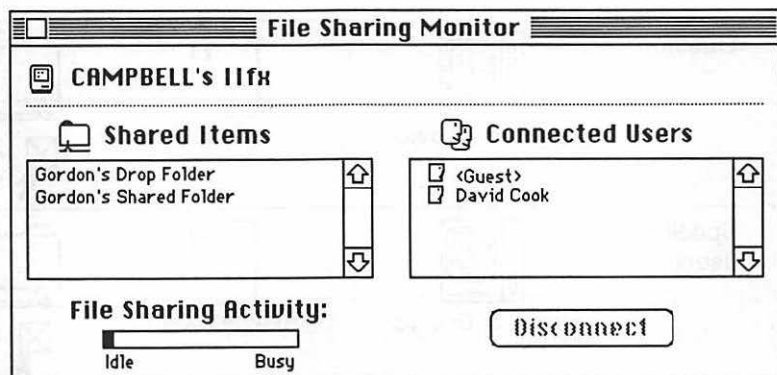 File Sharing Monitor
CAMPBELL's IIfx
Shared Items
Connected Users
Gordon's Drop Folder
Gordon's Shared Folder
<Guest>
David Cook
File Sharing Activity:
Idle
Busy
Disconnect